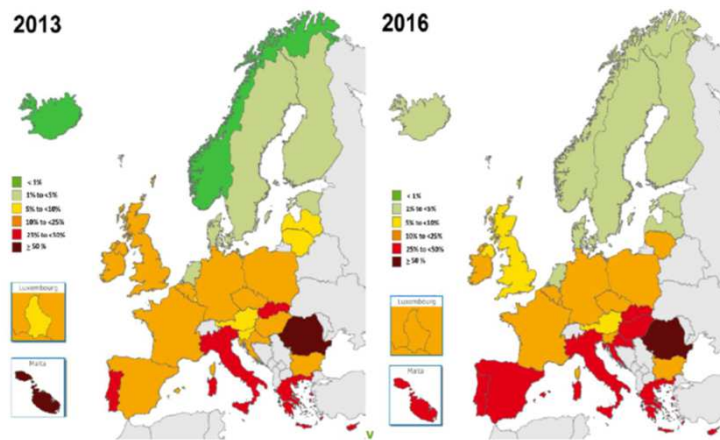 2013
< 1%
1% to <5%
5% to <10%
10% to <25%
25% to <50%
≥ 50 %
Luxembourg
Malta
2016
< 1%
1% to <5%
5% to <10%
10% to <25%
25% to <50%
≥ 50 %
Luxembourg
Malta
v